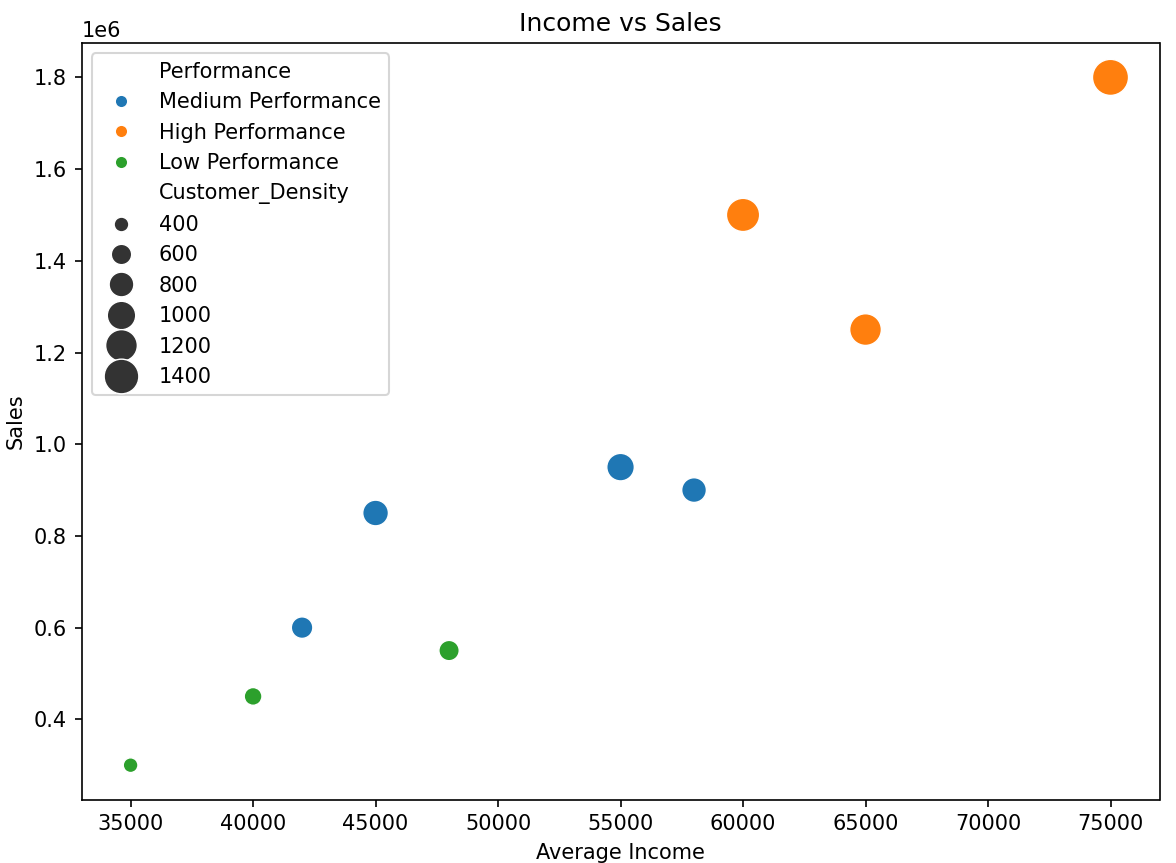 Income vs Sales
1e6
Performance
Medium Performance
High Performance
Low Performance
Customer_Density
400
600
800
1000
1200
1400
1.8
1.6
1.4
1.2
1.0
0.8
0.6
0.4
Sales
35000 40000 45000 50000 55000 60000 65000 70000 75000
Average Income